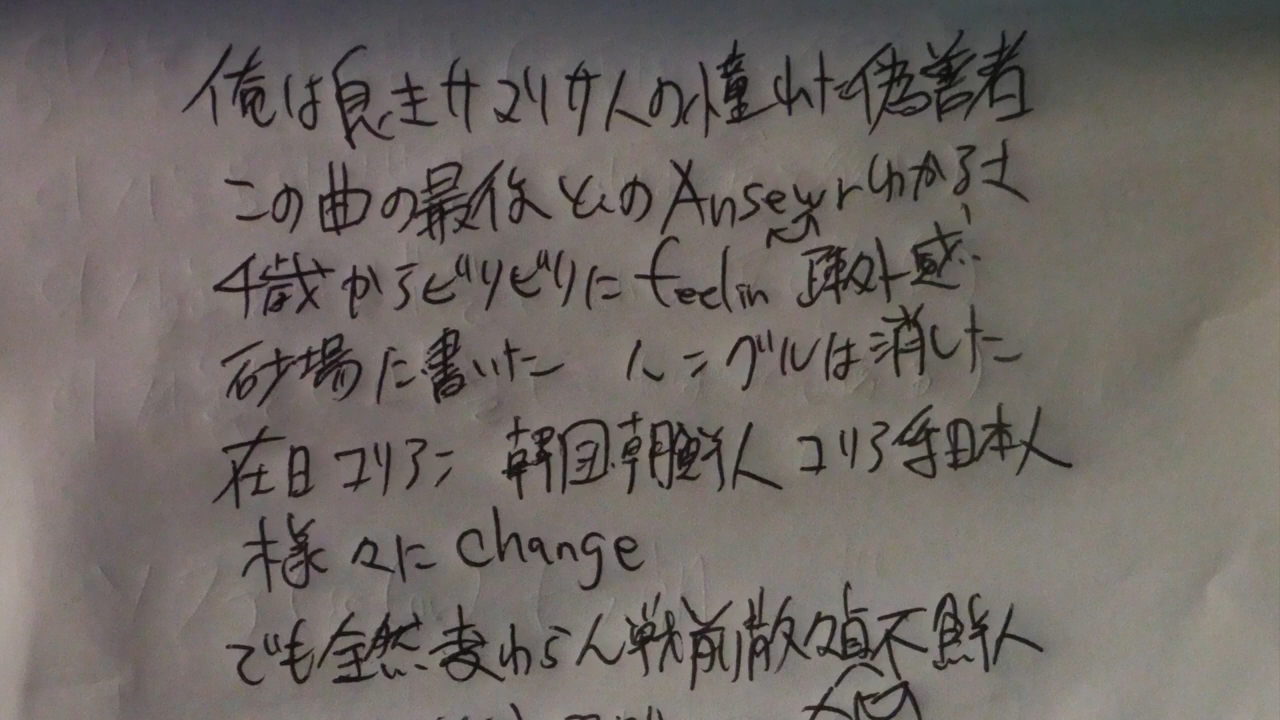 俺は良きサマリサ人の憧れた偽善者
この曲の最後とのAnsewrわかるさ
4歳からビリビリにfeelin 疎外感
砂場に書いた ハングルは消した
在日コリアン 韓国朝鮮人 コリア系日本人
様々にchange
でも全然変わらん戦前散々不鮮人